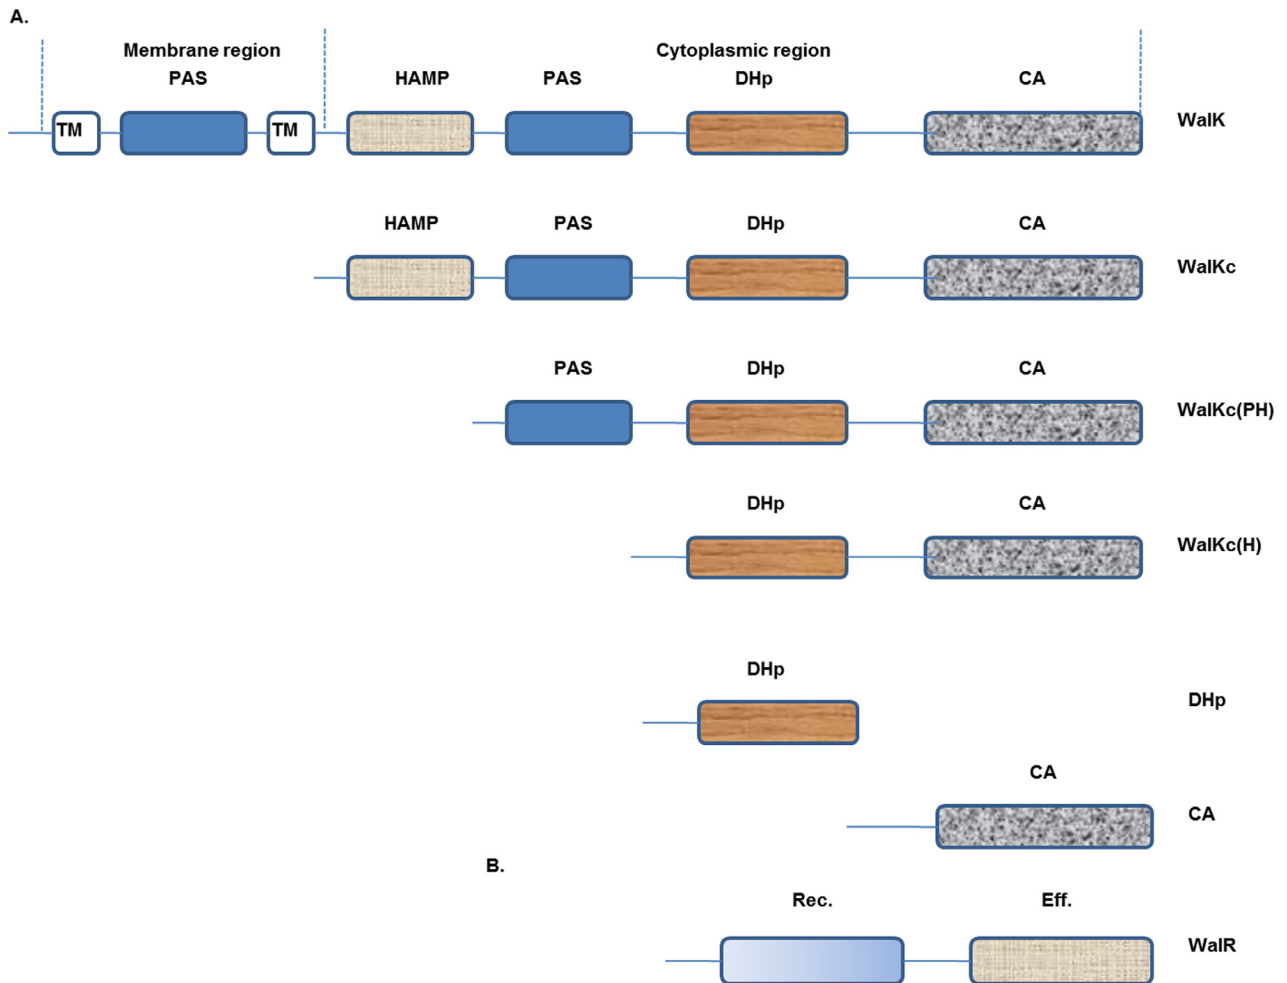 A.
Membrane region Cytoplasmic region
PAS HAMP PAS DHp CA
TM TM WalK
HAMP PAS DHp CA
WalKc
PAS DHp CA
WalKc(PH)
DHp CA
WalKc(H)
DHp
DHp
CA
CA
B.
Rec. Eff.
WalR